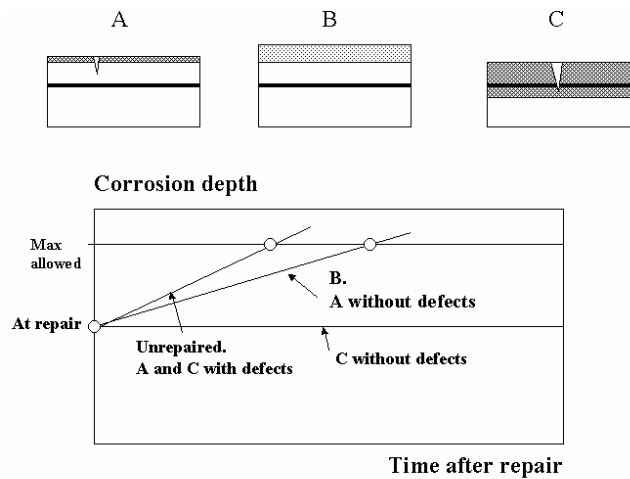 A B C
Corrosion depth
Max
allowed
B.
A without defects
At repair
Unrepaired.
A and C with defects
C without defects
Time after repair